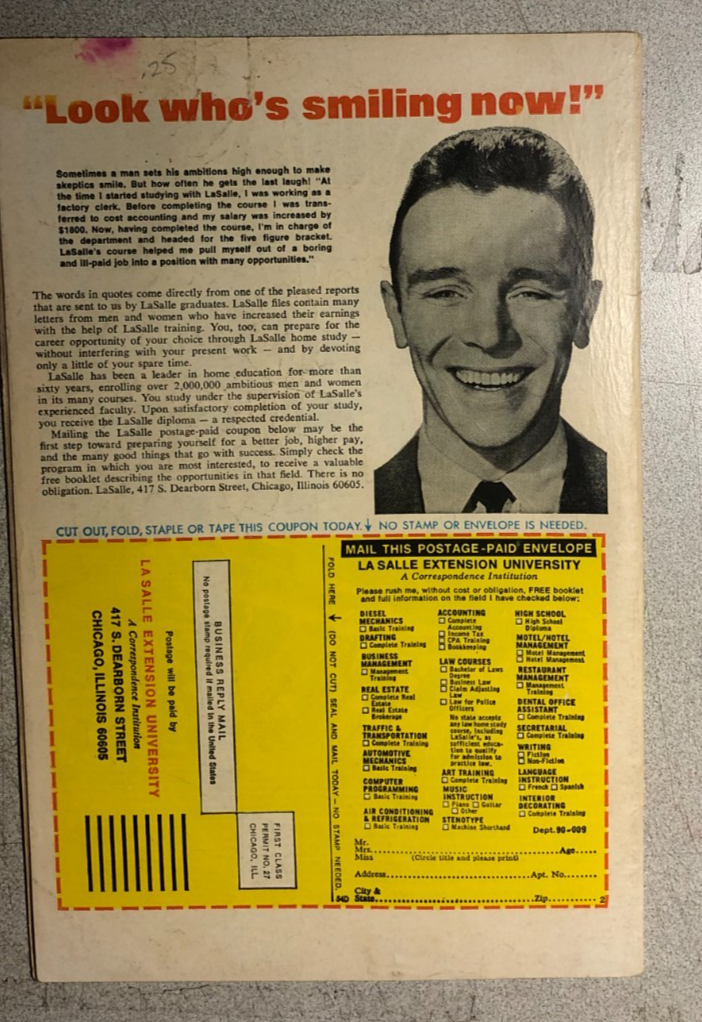 .25
“Look who’s smiling now!”
Sometimes a man sets his ambitions high enough to make
skeptics smile. But how often he gets the last laugh! “At
the time I started studying with LaSalle, I was working as a
factory clerk. Before completing the course I was trans-
ferred to cost accounting and my salary was increased by
$1800. Now, having completed the course, I’m in charge of
the department and headed for the five figure bracket.
LaSalle’s course helped me pull myself out of a boring
and ill-paid job into a position with many opportunities.”
The words in quotes come directly from one of the pleased reports
that are sent to us by LaSalle graduates. LaSalle files contain many
letters from men and women who have increased their earnings
with the help of LaSalle training. You, too, can prepare for the
career opportunity of your choice through LaSalle home study —
without interfering with your present work — and by devoting
only a little of your spare time.
LaSalle has been a leader in home education for more than
sixty years, enrolling over 2,000,000 ambitious men and women
in its many courses. You study under the supervision of LaSalle’s
experienced faculty. Upon satisfactory completion of your study,
you receive the LaSalle diploma — a respected credential.
Mailing the LaSalle postage-paid coupon below may be the
first step toward preparing yourself for a better job, higher pay,
and the many good things that go with success. Simply check the
program in which you are most interested, to receive a valuable
free booklet describing the opportunities in that field. There is no
obligation. LaSalle, 417 S. Dearborn Street, Chicago, Illinois 60605.
CUT OUT, FOLD, STAPLE OR TAPE THIS COUPON TODAY. NO STAMP OR ENVELOPE IS NEEDED.
FIRST CLASS
PERMIT NO. 27
CHICAGO, ILL.
BUSINESS REPLY MAIL
No postage stamp required if mailed in the United States
Postage will be paid by
LA SALLE EXTENSION UNIVERSITY
A Correspondence Institution
417 S. DEARBORN STREET
CHICAGO, ILLINOIS 60605
FOLD HERE (DO NOT CUT) SEAL AND MAIL TODAY — NO STAMP NEEDED.
MAIL THIS POSTAGE-PAID ENVELOPE
LA SALLE EXTENSION UNIVERSITY
A Correspondence Institution
Please rush me, without cost or obligation, FREE booklet
and full information on the field I have checked below:
DIESEL
MECHANICS
Basic Training
DRAFTING
Complete Training
BUSINESS
MANAGEMENT
Management
Training
REAL ESTATE
Complete Real
Estate
Real Estate
Brokerage
TRAFFIC &
TRANSPORTATION
Complete Training
AUTOMOTIVE
MECHANICS
Basic Training
COMPUTER
PROGRAMMING
Basic Training
AIR CONDITIONING
& REFRIGERATION
Basic Training
ACCOUNTING
Complete
Accounting
Income Tax
CPA Training
Bookkeeping
LAW COURSES
Bachelor of Laws
Degree
Business Law
Claim Adjusting
Law
Law for Police
Officers
No state accepts
any law home study
course, including
LaSalle’s, as
sufficient educa-
tion to qualify
for admission to
practice law.
ART TRAINING
Complete Training
MUSIC
INSTRUCTION
Piano Guitar
Other
STENOTYPE
Machine Shorthand
HIGH SCHOOL
High School
Diploma
MOTEL/HOTEL
MANAGEMENT
Motel Management
Hotel Management
RESTAURANT
MANAGEMENT
Management
Training
DENTAL OFFICE
ASSISTANT
Complete Training
SECRETARIAL
Complete Training
WRITING
Fiction
Non-Fiction
LANGUAGE
INSTRUCTION
French Spanish
INTERIOR
DECORATING
Complete Training
Dept. 90-009
Mr.
Mrs. Age
Miss (Circle title and please print)
Address Apt. No.
City &
State Zip 2
54D